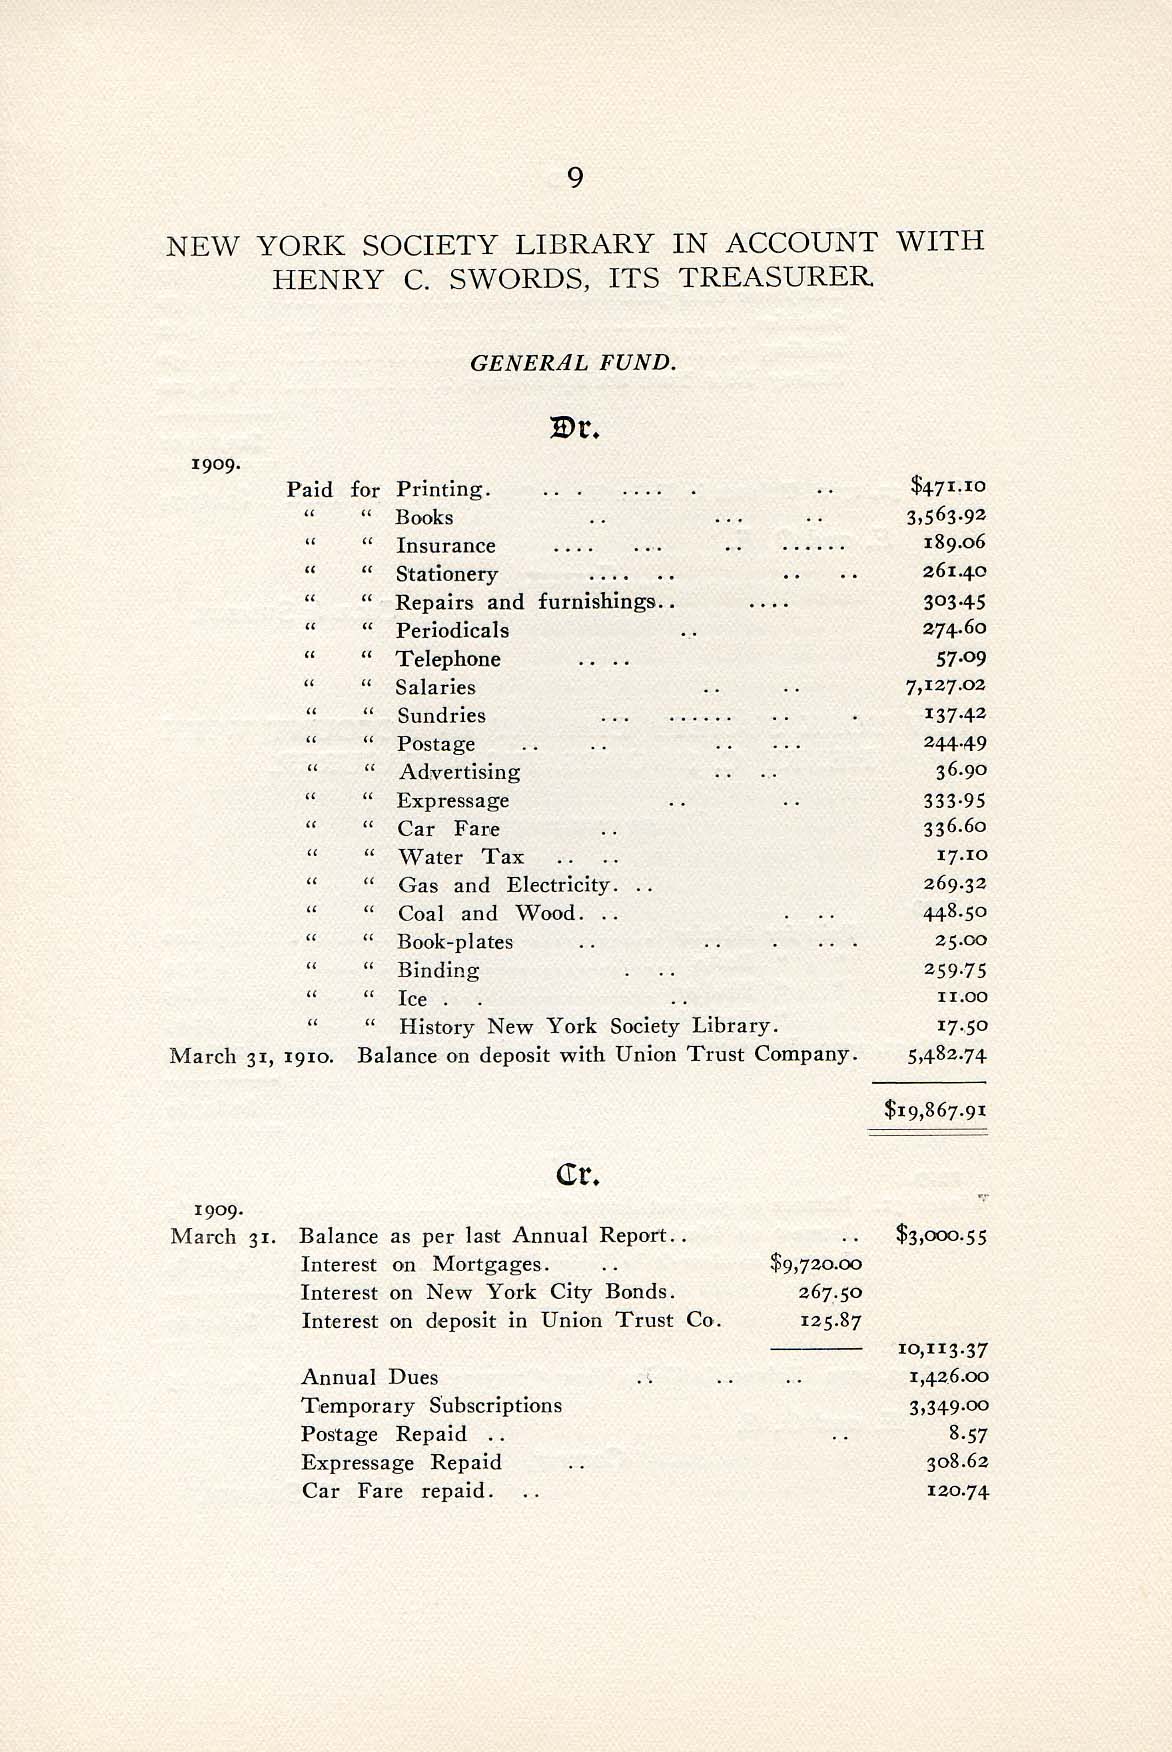 9
NEW YORK SOCIETY LIBRARY IN ACCOUNT WITH
HENRY C. SWORDS, ITS TREASURER.
GENERAL FUND.
Dr.
1909.
Paid for Printing. .. . .... . .. $471.10
“ “ Books .. ... .. 3,563.92
“ “ Insurance .... ... .. ...... 189.06
“ “ Stationery .... .. .. .. 261.40
“ “ Repairs and furnishings.. .... 303.45
“ “ Periodicals .. 274.60
“ “ Telephone .. .. 57.09
“ “ Salaries .. .. 7,127.02
“ “ Sundries ... ...... .. . 137.42
“ “ Postage .. .. .. ... 244.49
“ “ Advertising .. .. 36.90
“ “ Expressage .. .. 333.95
“ “ Car Fare .. 336.60
“ “ Water Tax .. .. 17.10
“ “ Gas and Electricity. .. 269.32
“ “ Coal and Wood. .. . .. 448.50
“ “ Book-plates .. .. . .. . 25.00
“ “ Binding . .. 259.75
“ “ Ice . . .. 11.00
“ “ History New York Society Library. 17.50
March 31, 1910. Balance on deposit with Union Trust Company. 5,482.74
$19,867.91
Cr.
1909.
March 31. Balance as per last Annual Report.. .. $3,000.55
Interest on Mortgages. .. $9,720.00
Interest on New York City Bonds. 267.50
Interest on deposit in Union Trust Co. 125.87
10,113.37
Annual Dues .. .. .. 1,426.00
Temporary Subscriptions 3,349.00
Postage Repaid .. .. 8.57
Expressage Repaid .. 308.62
Car Fare repaid. .. 120.74